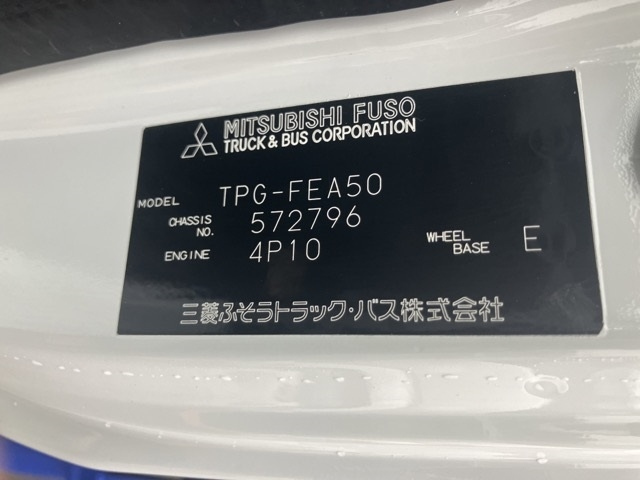 MITSUBISHI FUSO
TRUCK & BUS CORPORATION
MODEL TPG-FEA50
CHASSIS NO. 572796
ENGINE 4P10 WHEEL BASE E
三菱ふそうトラック・バス株式会社